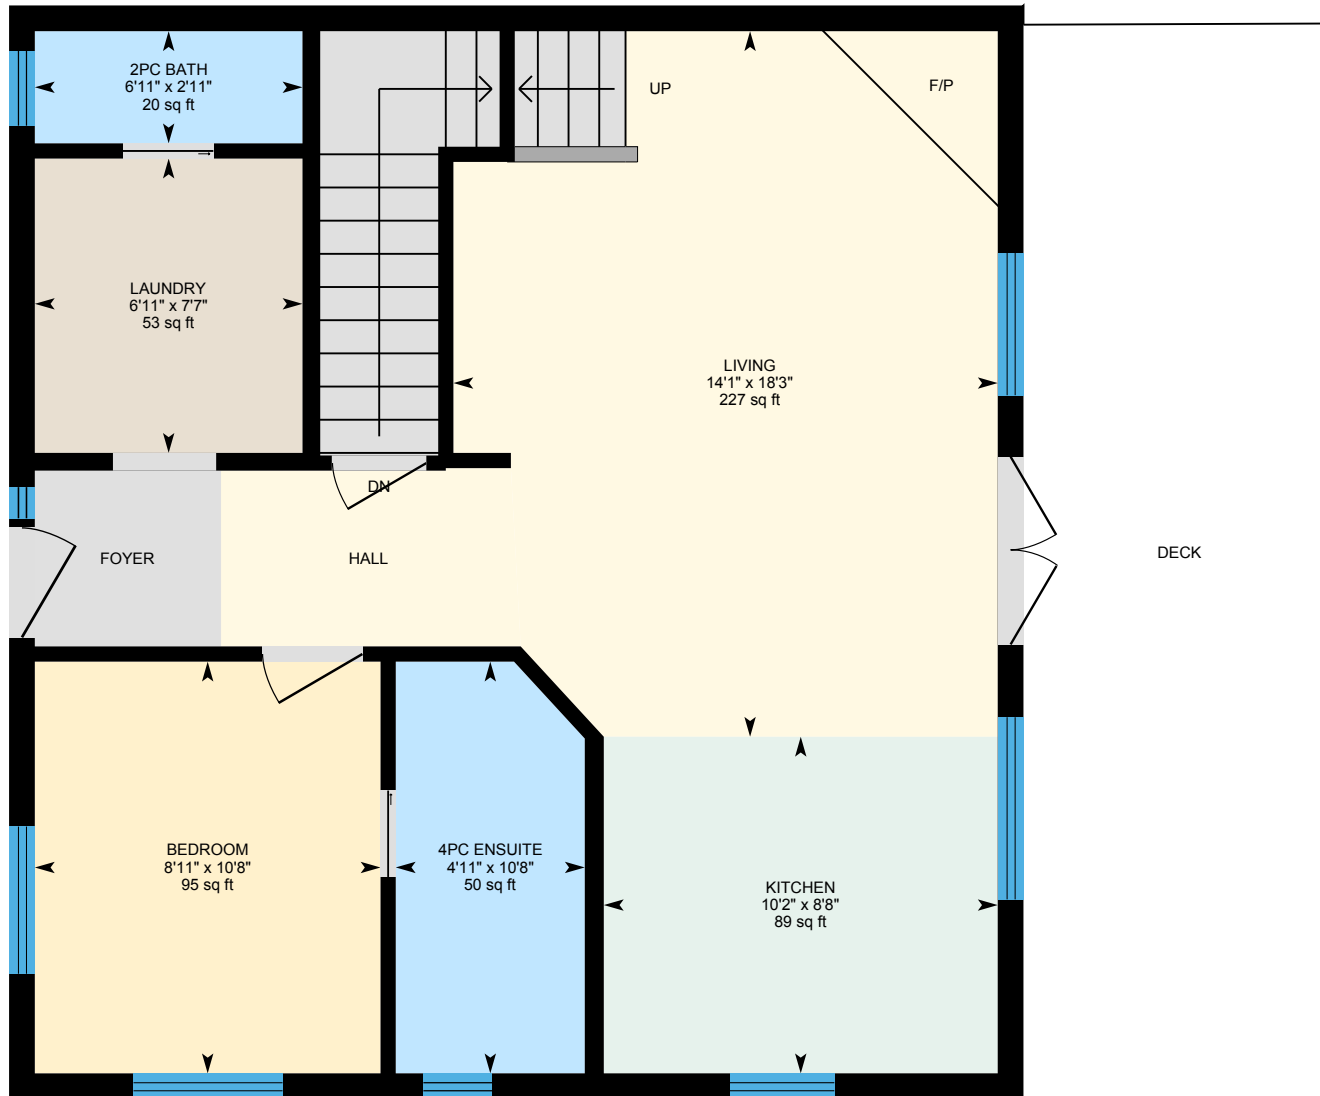 2PC BATH
6'11" x 2'11"
20 sq ft
UP
F/P
LAUNDRY
6'11" x 7'7"
53 sq ft
LIVING
14'1" x 18'3"
227 sq ft
DN
FOYER
HALL
DECK
BEDROOM
8'11" x 10'8"
95 sq ft
4PC ENSUITE
4'11" x 10'8"
50 sq ft
KITCHEN
10'2" x 8'8"
89 sq ft